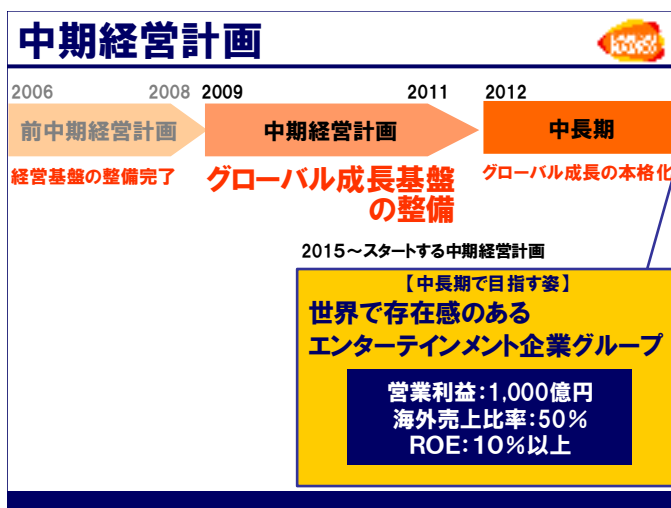 中期経営計画
2006 2008 2009 2011 2012
前中期経営計画 中期経営計画 中長期
経営基盤の整備完了
グローバル成長基盤
の整備
グローバル成長の本格化
2015～スタートする中期経営計画
【中長期で目指す姿】
世界で存在感のある
エンターテインメント企業グループ
営業利益：1,000億円
海外売上比率：50%
ROE：10%以上